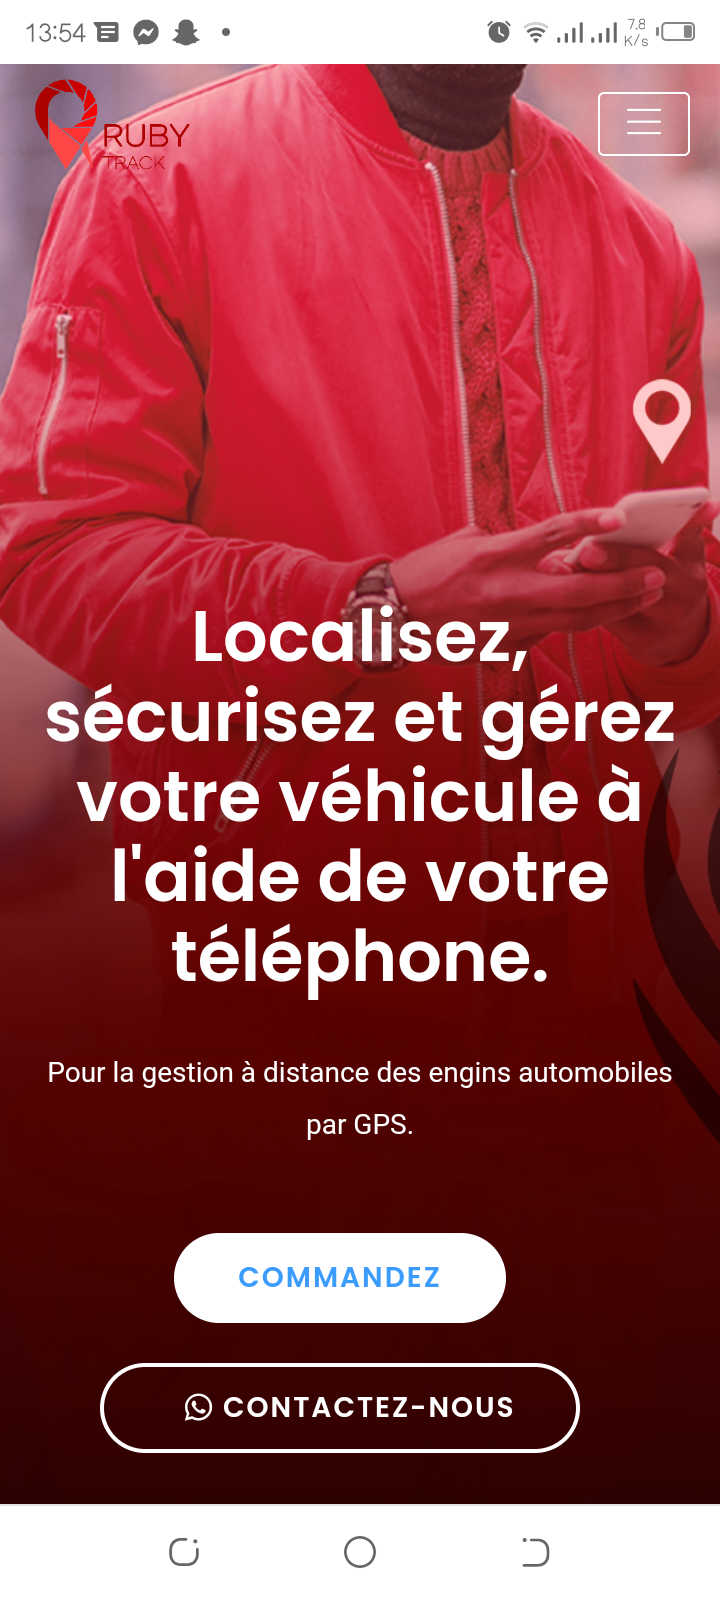 13:54
7.8
K/s
RUBY
TRACK
Localisez,
sécurisez et gérez
votre véhicule à
l'aide de votre
téléphone.
Pour la gestion à distance des engins automobiles
par GPS.
COMMANDEZ
CONTACTEZ-NOUS